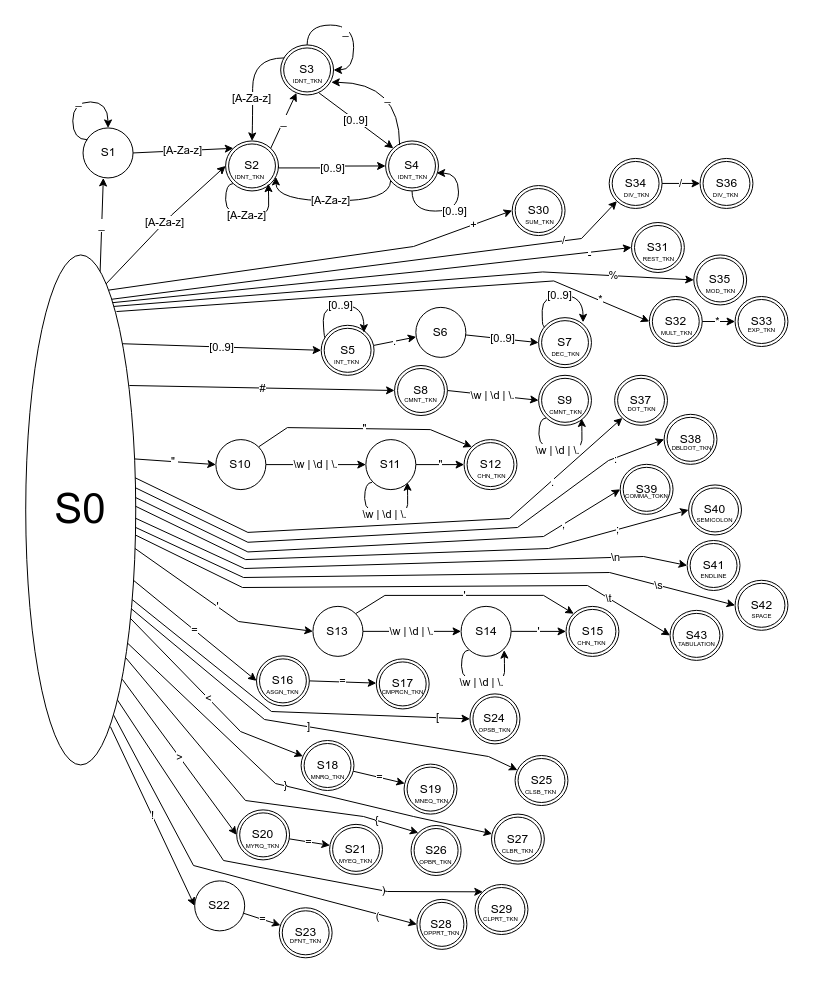 _
S3
IDNT_TKN
_
[A-Za-z]
_
[0..9]
_
S1
[A-Za-z]
S2
IDNT_TKN
[0..9]
S4
IDNT_TKN
[A-Za-z]
[A-Za-z]
[0..9]
_
[A-Za-z]
S34
DIV_TKN
/
S36
DIV_TKN
+
S30
SUM_TKN
/
-
S31
REST_TKN
%
S35
MOD_TKN
*
S32
MULT_TKN
*
S33
EXP_TKN
[0..9]
[0..9]
S5
INT_TKN
.
S6
[0..9]
[0..9]
S7
DEC_TKN
#
S8
CMNT_TKN
\w | \d | \.
S9
CMNT_TKN
\w | \d | \.
S37
DOT_TKN
S38
DBLDOT_TKN
"
S10
"
\w | \d | \.
S11
"
S12
CHN_TKN
\w | \d | \.
S0
.
:
S39
COMMA_TOKN
,
S40
SEMICOLON
;
\n
S41
ENDLINE
\s
S42
SPACE
\t
S43
TABULATION
'
S13
'
\w | \d | \.
S14
'
S15
CHN_TKN
\w | \d | \.
=
S16
ASGN_TKN
=
S17
CMPRCN_TKN
<
[
S24
OPSB_TKN
]
S25
CLSB_TKN
S18
MNRQ_TKN
=
S19
MNEQ_TKN
>
}
S27
CLBR_TKN
S20
MYRQ_TKN
=
S21
MYEQ_TKN
{
S26
OPBR_TKN
!
S22
=
S23
DFNT_TKN
)
S29
CLPRT_TKN
(
S28
OPPRT_TKN